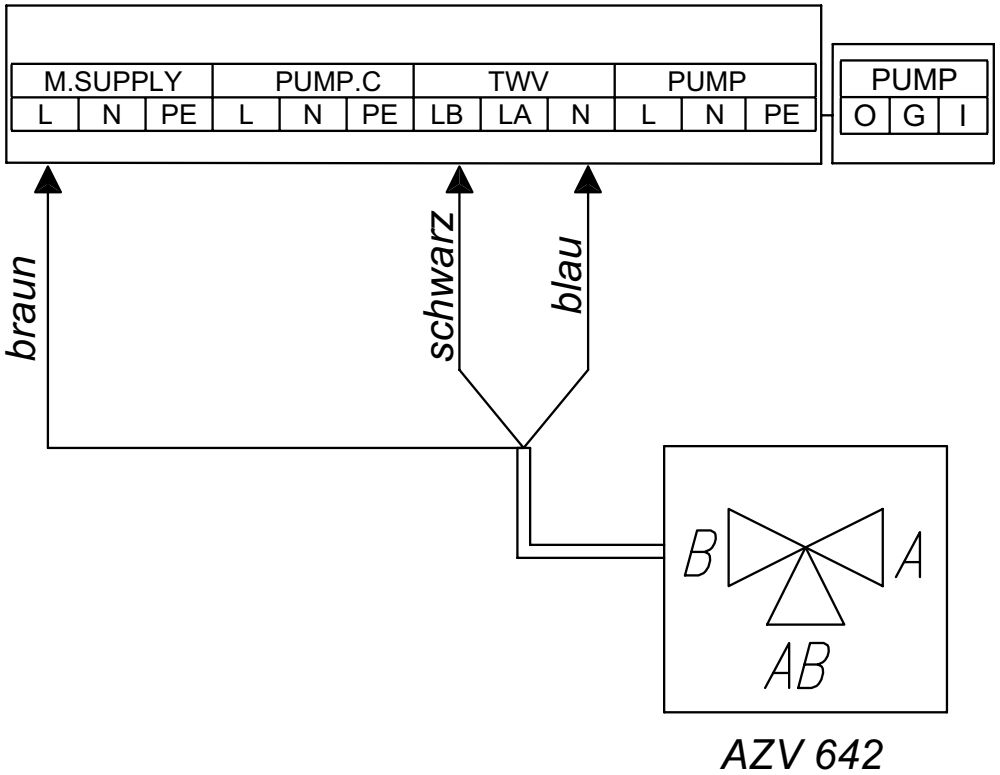 M.SUPPLY PUMP.C TWV PUMP PUMP
L N PE L N PE LB LA N L N PE O G I
braun schwarz blau
B A
AB
AZV 642